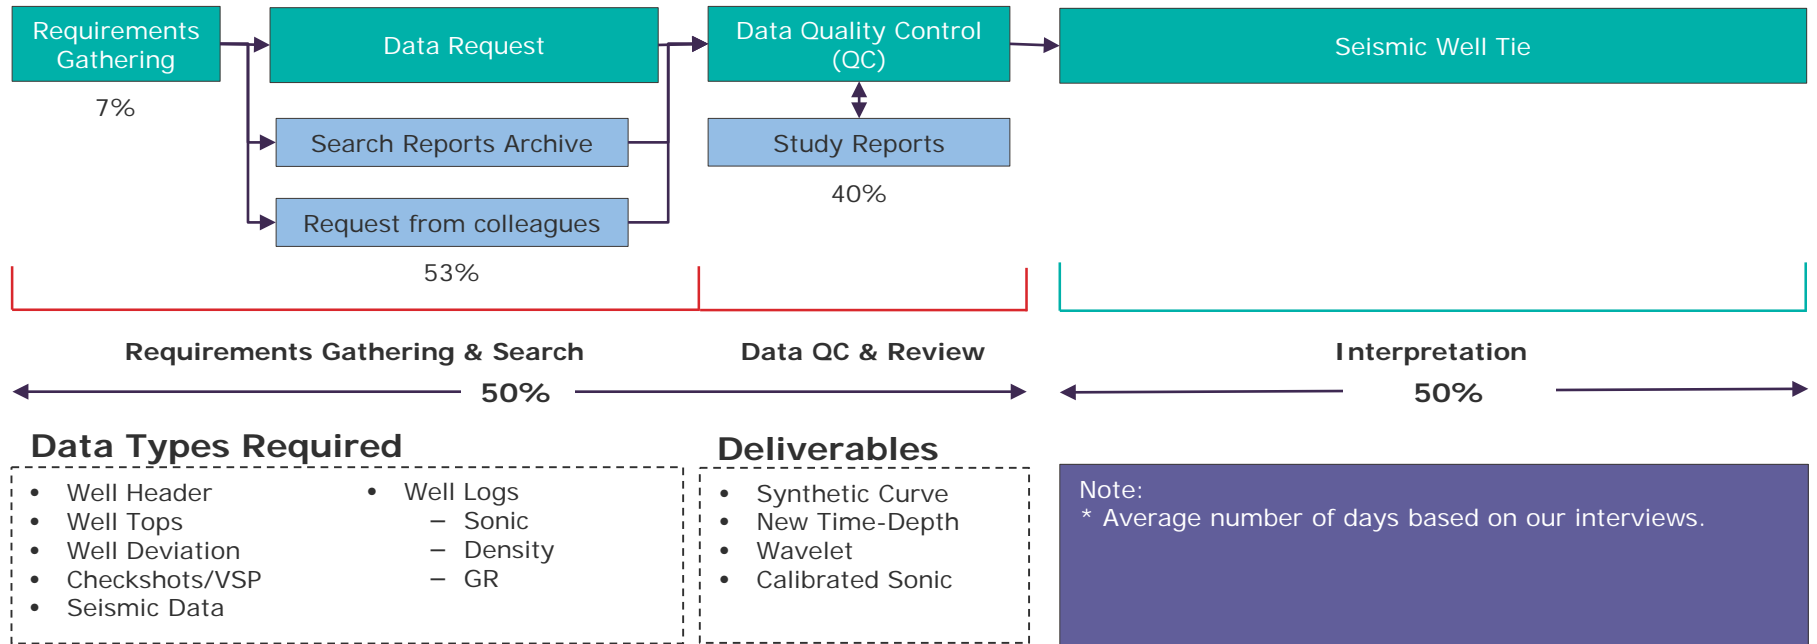 Requirements
Gathering
7%
Data Request
Search Reports Archive
Request from colleagues
53%
Data Quality Control
(QC)
Study Reports
40%
Seismic Well Tie
Requirements Gathering & Search
Data QC & Review
50%
Interpretation
50%
Data Types Required
• Well Header
• Well Tops
• Well Deviation
• Checkshots/VSP
• Seismic Data
• Well Logs
– Sonic
– Density
– GR
Deliverables
• Synthetic Curve
• New Time-Depth
• Wavelet
• Calibrated Sonic
Note:
* Average number of days based on our interviews.